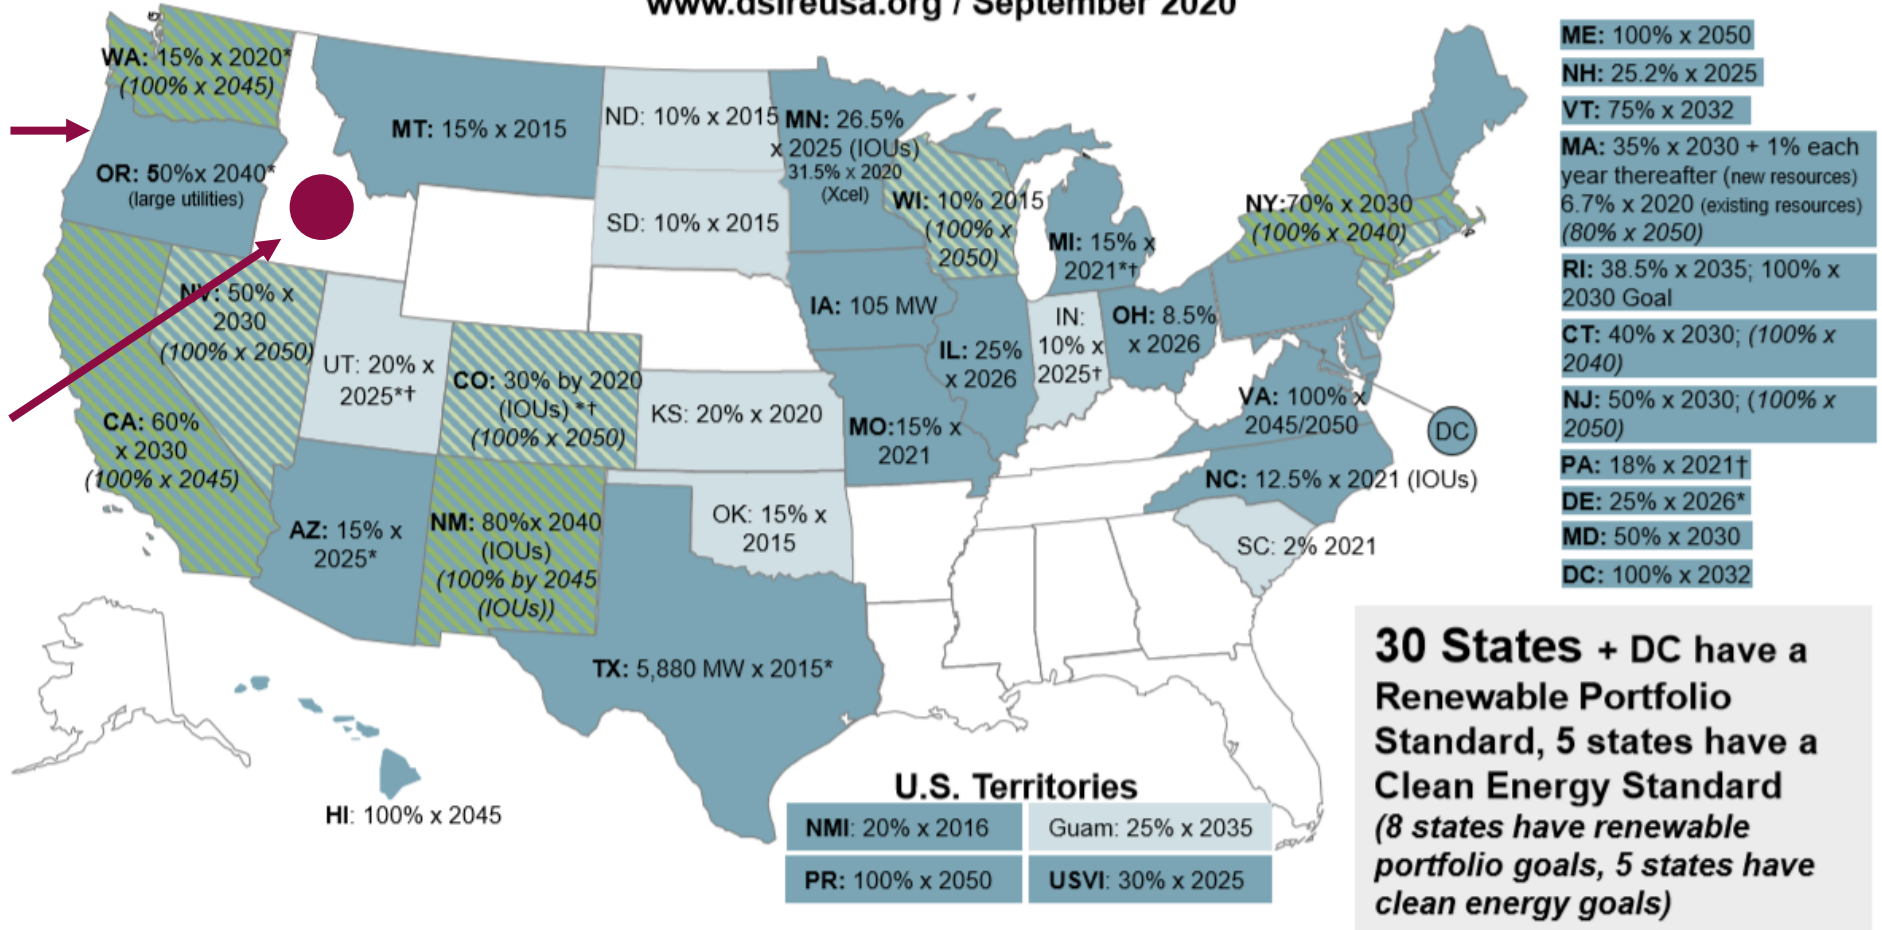 www.dsireusa.org / September 2020
WA: 15% x 2020*
(100% x 2045)
OR: 50%x 2040*
(large utilities)
MT: 15% x 2015
ND: 10% x 2015
SD: 10% x 2015
MN: 26.5%
x 2025 (IOUs)
31.5% x 2020
(Xcel)
WI: 10% 2015
(100% x
2050)
MI: 15% x
2021*†
NY:70% x 2030
(100% x 2040)
NV: 50% x
2030
(100% x 2050)
UT: 20% x
2025*†
CO: 30% by 2020
(IOUs) *†
(100% x 2050)
KS: 20% x 2020
IA: 105 MW
IL: 25%
x 2026
IN:
10% x
2025†
OH: 8.5%
x 2026
MO:15% x
2021
VA: 100% x
2045/2050
DC
NC: 12.5% x 2021 (IOUs)
SC: 2% 2021
CA: 60%
x 2030
(100% x 2045)
AZ: 15% x
2025*
NM: 80%x 2040
(IOUs)
(100% by 2045
(IOUs))
OK: 15% x
2015
TX: 5,880 MW x 2015*
HI: 100% x 2045
ME: 100% x 2050
NH: 25.2% x 2025
VT: 75% x 2032
MA: 35% x 2030 + 1% each
year thereafter (new resources)
6.7% x 2020 (existing resources)
(80% x 2050)
RI: 38.5% x 2035; 100% x
2030 Goal
CT: 40% x 2030; (100% x
2040)
NJ: 50% x 2030; (100% x
2050)
PA: 18% x 2021†
DE: 25% x 2026*
MD: 50% x 2030
DC: 100% x 2032
U.S. Territories
NMI: 20% x 2016
Guam: 25% x 2035
PR: 100% x 2050
USVI: 30% x 2025
30 States + DC have a
Renewable Portfolio
Standard, 5 states have a
Clean Energy Standard
(8 states have renewable
portfolio goals, 5 states have
clean energy goals)